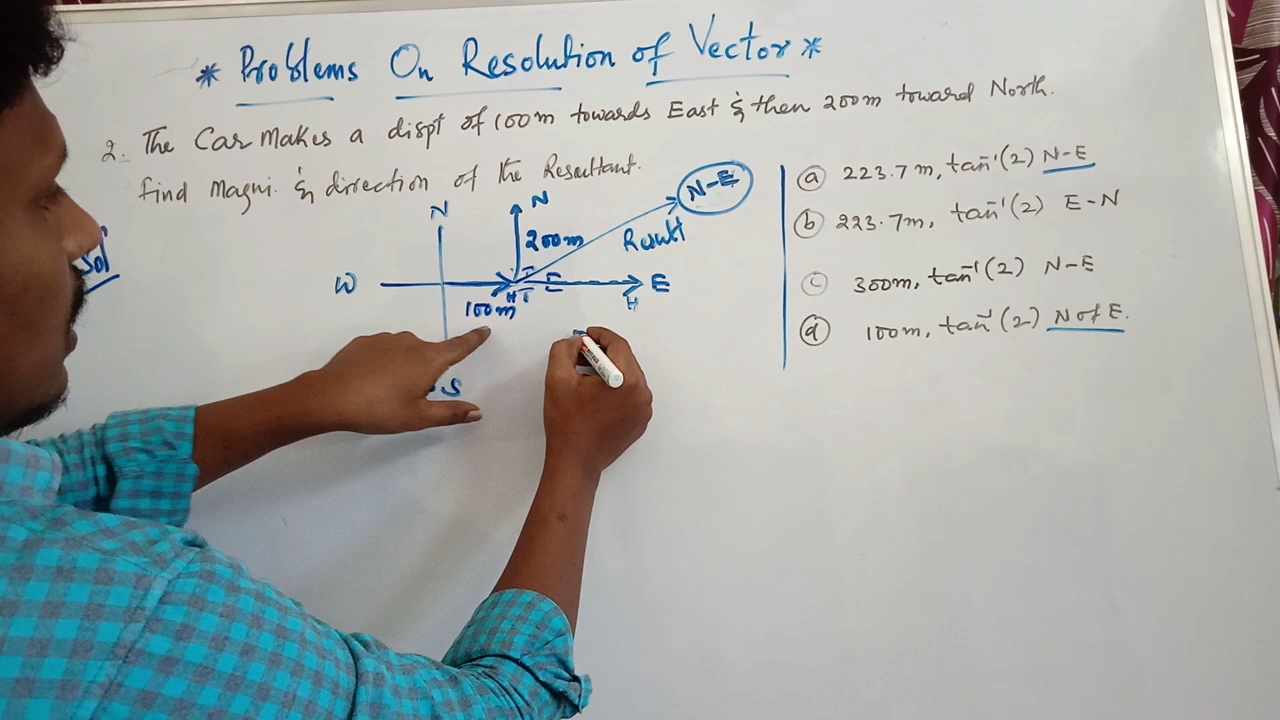 * Problems On Resolution of Vector *
2. The Car Makes a dispt of 100m towards East & then 200m toward North.
Find Magni. & direction of the Resultant.
Sol
N
N
N-E
200m
Result
W
E
E
H
T
T
H
100m
S
(a) 223.7m, tan⁻¹(2) N-E
(b) 223.7m, tan⁻¹(2) E-N
(c) 300m, tan⁻¹(2) N-E
(d) 100m, tan⁻¹(2) N of E.